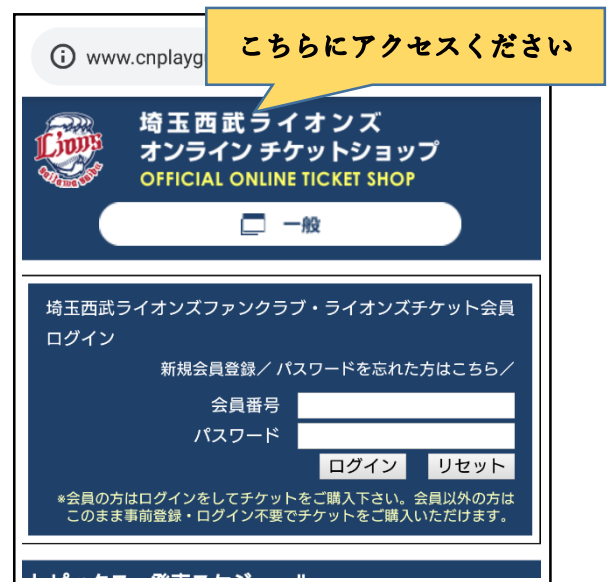 こちらにアクセスください
www.cnplayg
Lions
Saitama Seibu
埼玉西武ライオンズ
オンライン チケットショップ
OFFICIAL ONLINE TICKET SHOP
一般
埼玉西武ライオンズファンクラブ・ライオンズチケット会員
ログイン
新規会員登録／ パスワードを忘れた方はこちら／
会員番号
パスワード
ログイン リセット
※会員の方はログインをしてチケットをご購入下さい。会員以外の方は
このまま事前登録・ログイン不要でチケットをご購入いただけます。